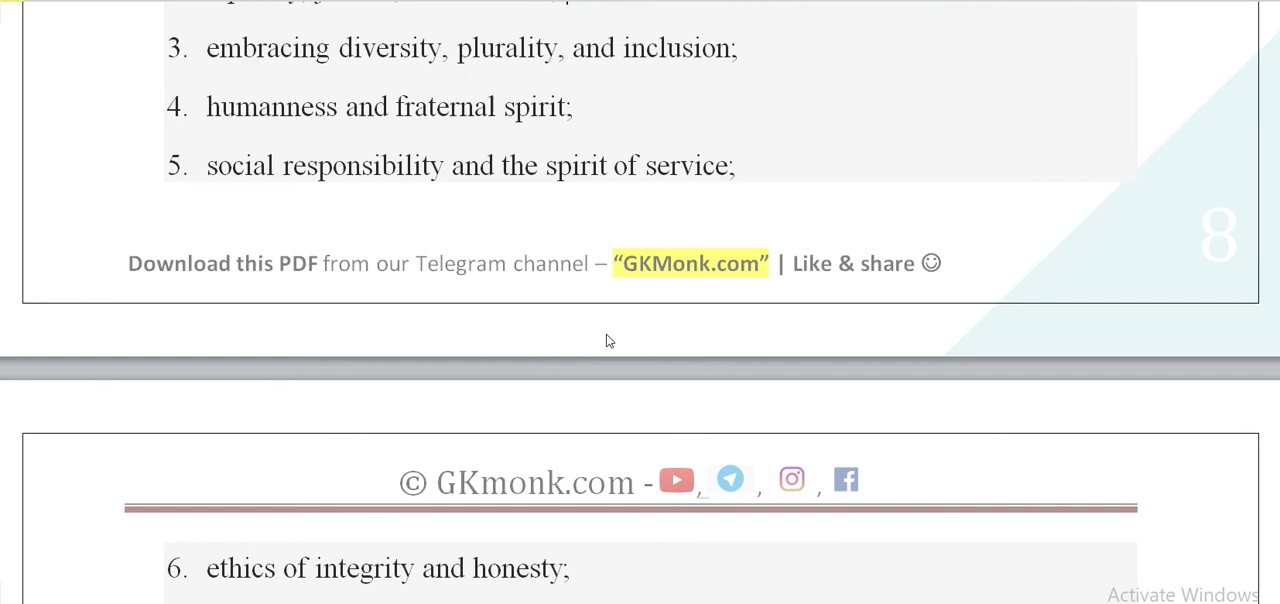 3. embracing diversity, plurality, and inclusion;
4. humanness and fraternal spirit;
5. social responsibility and the spirit of service;
8
Download this PDF from our Telegram channel – “GKMonk.com” | Like & share ☺
© GKmonk.com - , , ,
6. ethics of integrity and honesty;
Activate Windows